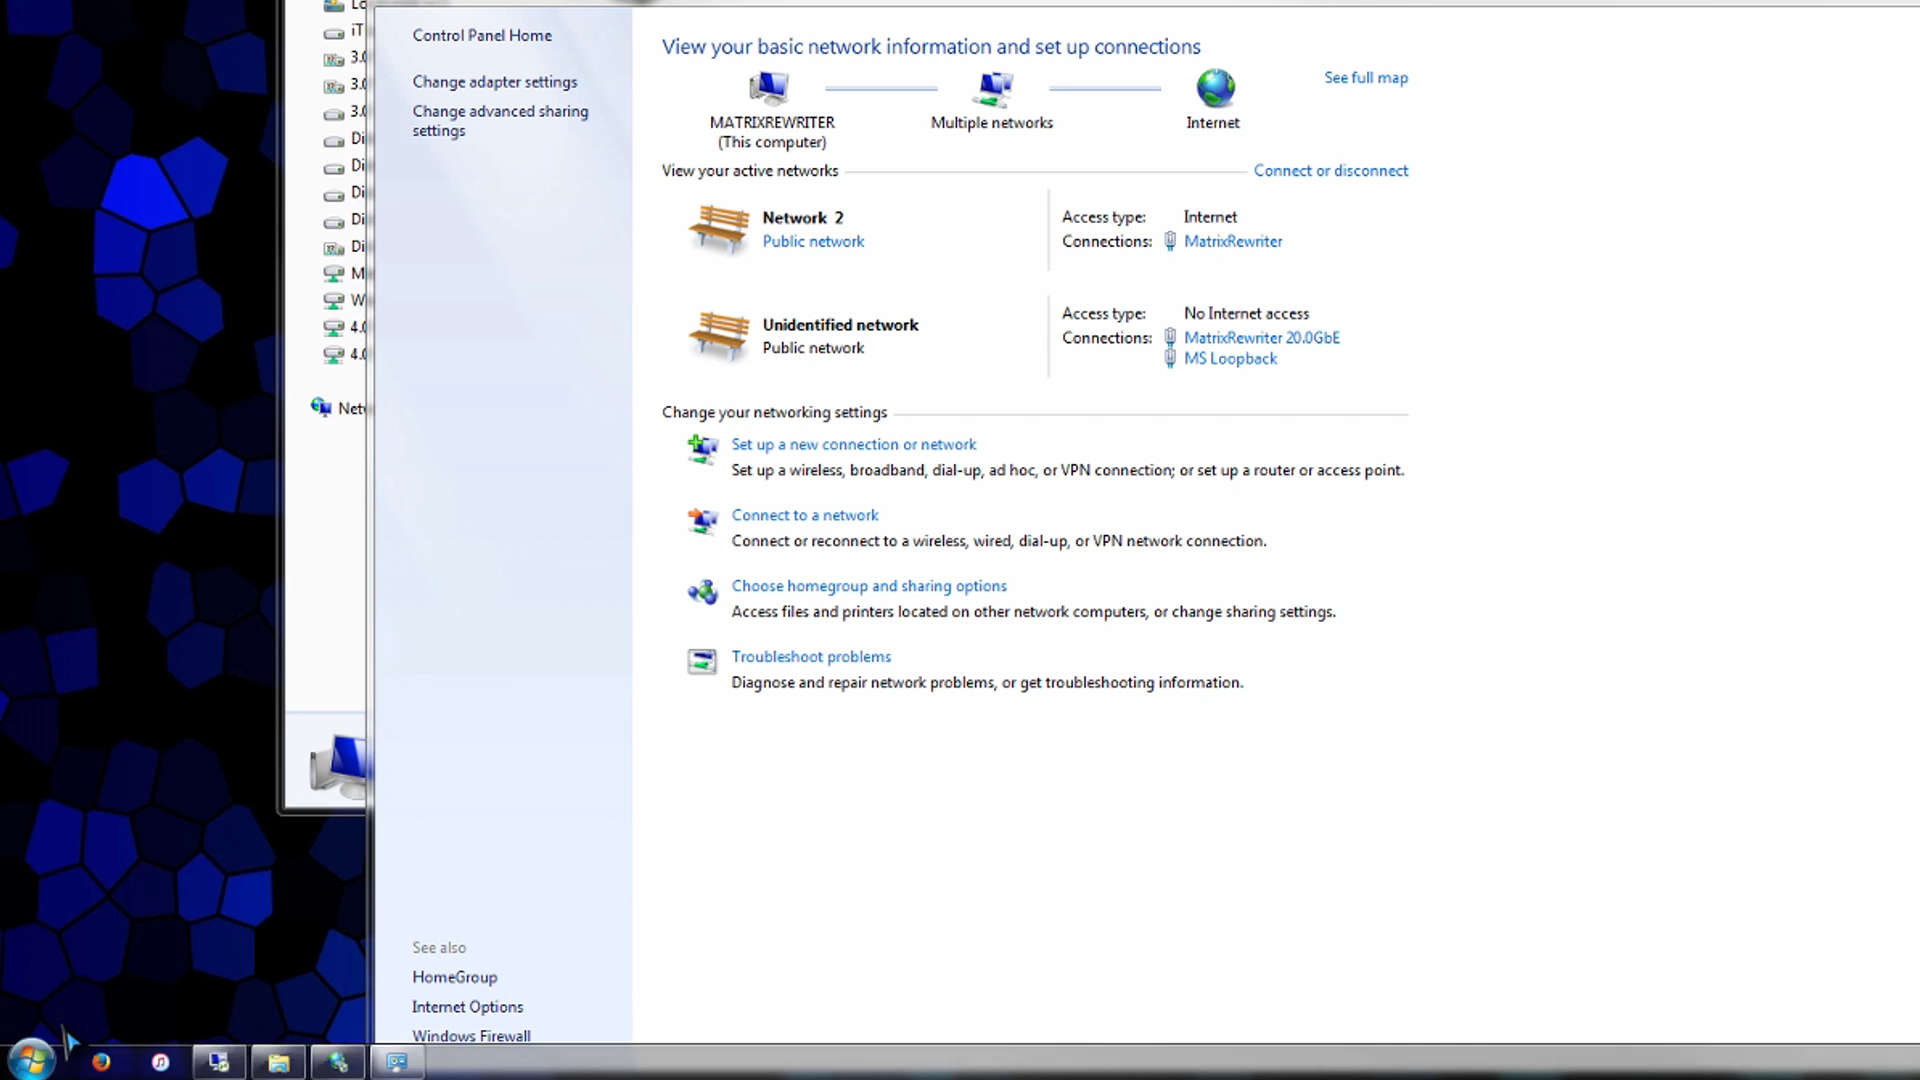 Control Panel Home
Change adapter settings
Change advanced sharing
settings
View your basic network information and set up connections
See full map
MATRIXREWRITER
(This computer)
Multiple networks
Internet
View your active networks
Connect or disconnect
Network 2
Public network
Access type: Internet
Connections: MatrixRewriter
Unidentified network
Public network
Access type: No Internet access
Connections: MatrixRewriter 20.0GbE
MS Loopback
Change your networking settings
Set up a new connection or network
Set up a wireless, broadband, dial-up, ad hoc, or VPN connection; or set up a router or access point.
Connect to a network
Connect or reconnect to a wireless, wired, dial-up, or VPN network connection.
Choose homegroup and sharing options
Access files and printers located on other network computers, or change sharing settings.
Troubleshoot problems
Diagnose and repair network problems, or get troubleshooting information.
See also
HomeGroup
Internet Options
Windows Firewall
iT
3.0
3.0
3.0
Di
Di
Di
Di
Di
M
W
4.0
4.0
Net